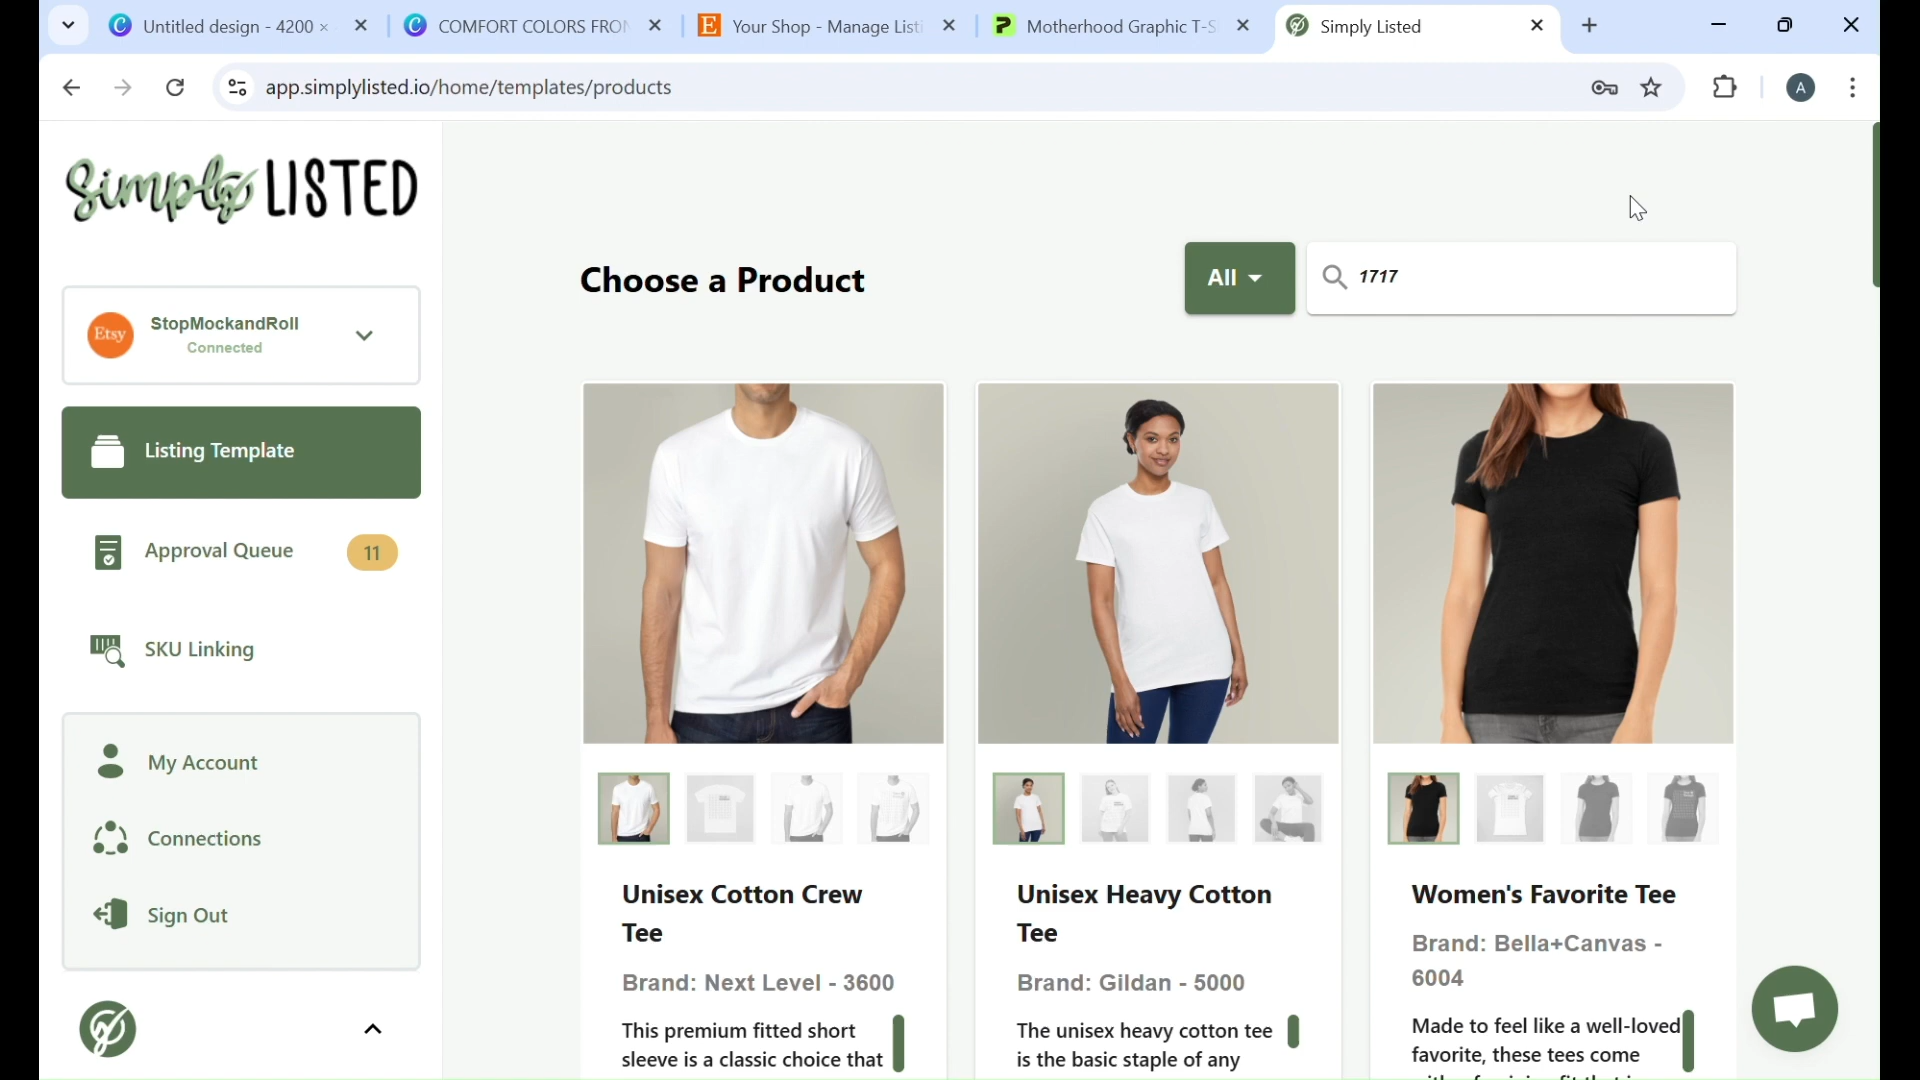 Untitled design - 4200 ×
COMFORT COLORS FRON
Your Shop - Manage Listi
Motherhood Graphic T-S
Simply Listed
app.simplylisted.io/home/templates/products
A
Simply LISTED
Choose a Product
All
1717
Etsy
StopMockandRoll
Connected
Listing Template
Approval Queue
11
SKU Linking
My Account
Connections
Sign Out
Unisex Cotton Crew
Tee
Brand: Next Level - 3600
This premium fitted short
sleeve is a classic choice that
Unisex Heavy Cotton
Tee
Brand: Gildan - 5000
The unisex heavy cotton tee
is the basic staple of any
Women's Favorite Tee
Brand: Bella+Canvas -
6004
Made to feel like a well-loved
favorite, these tees come